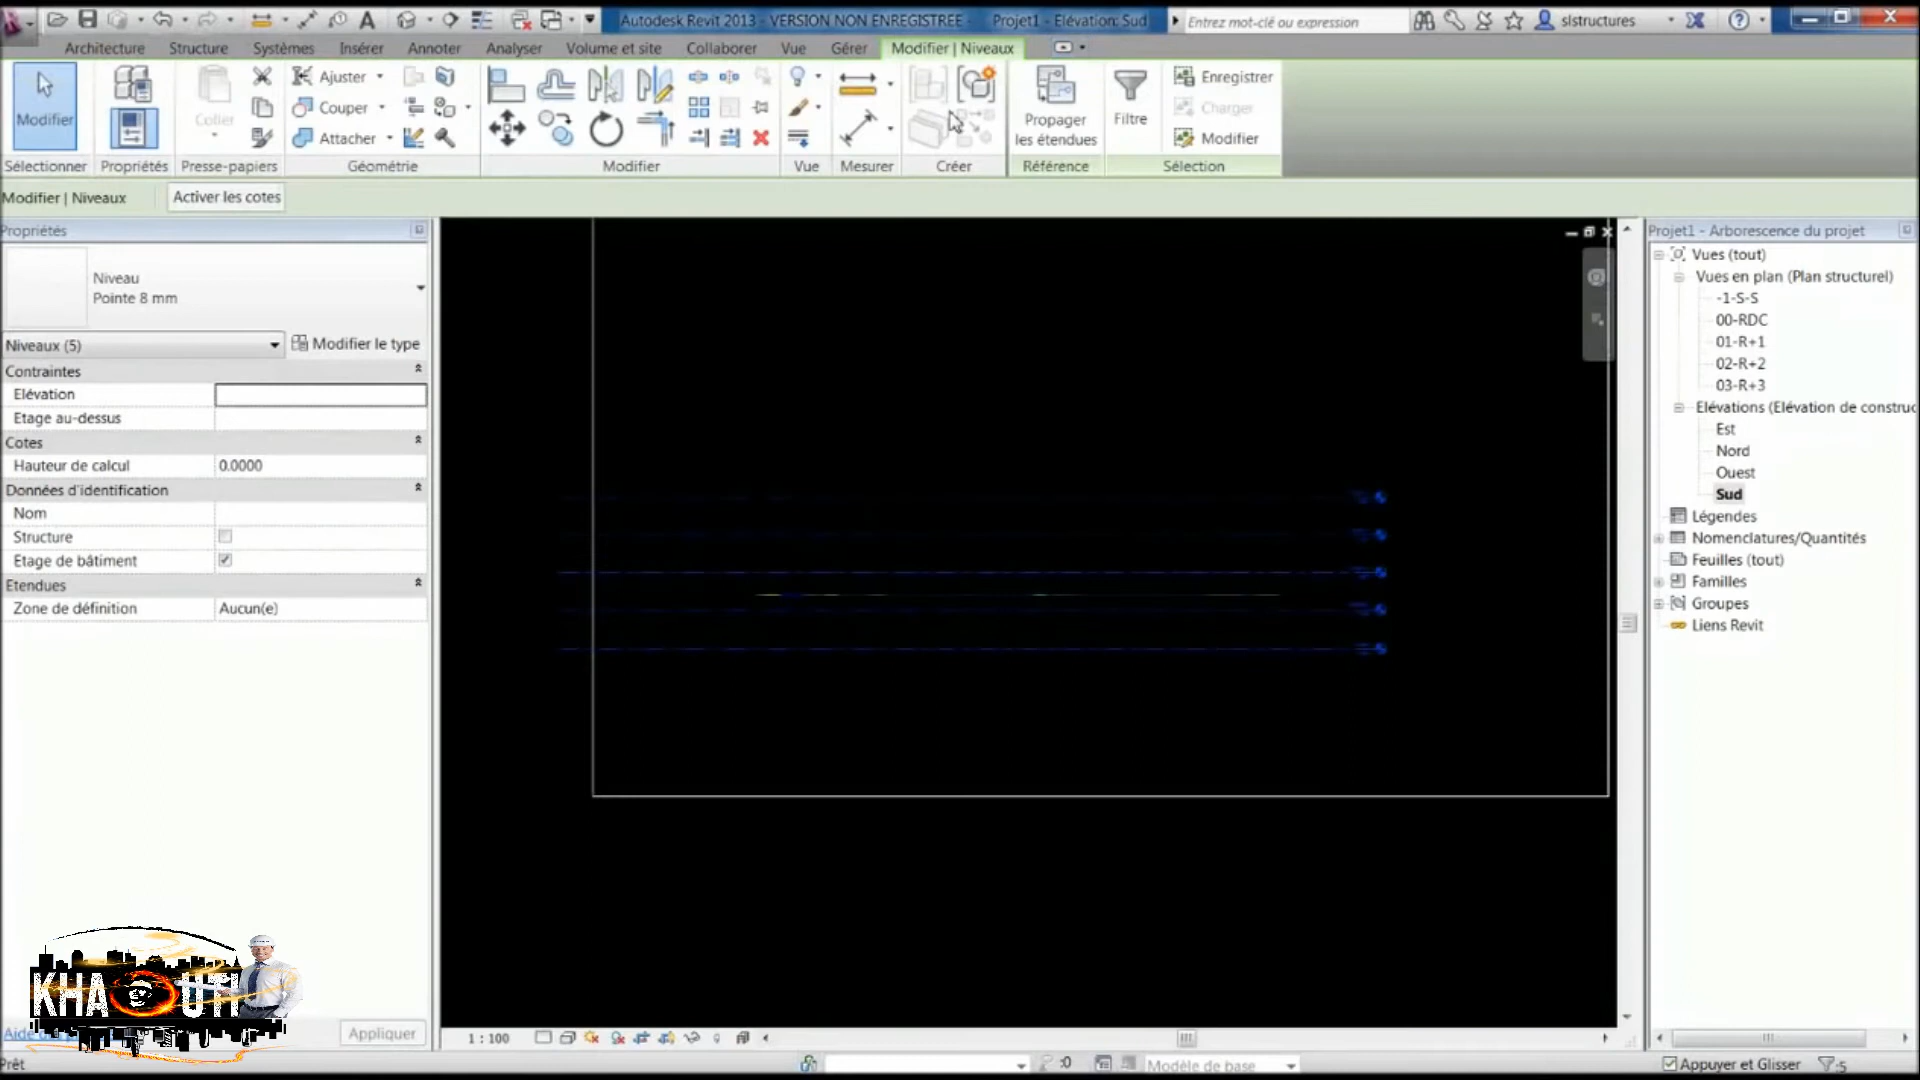 Autodesk Revit 2013 - VERSION NON ENREGISTREE - Projet1 - Elévation: Sud
Entrez mot-clé ou expression
slstructures
Architecture Structure Systèmes Insérer Annoter Analyser Volume et site Collaborer Vue Gérer Modifier | Niveaux
Modifier
Coller
Ajuster
Couper
Attacher
Propager
les étendues
Filtre
Enregistrer
Charger
Modifier
Sélectionner Propriétés Presse-papiers Géométrie Modifier Vue Mesurer Créer Référence Sélection
Modifier | Niveaux Activer les cotes
Propriétés
Niveau
Pointe 8 mm
Niveaux (5) Modifier le type
Contraintes
Elévation
Etage au-dessus
Cotes
Hauteur de calcul 0.0000
Données d'identification
Nom
Structure
Etage de bâtiment
Etendues
Zone de définition Aucun(e)
KHAOUTI
Appliquer
Prêt
1 : 100
:0
Modèle de base
Appuyer et Glisser
:5
Projet1 - Arborescence du projet
Vues (tout)
Vues en plan (Plan structurel)
-1-S-S
00-RDC
01-R+1
02-R+2
03-R+3
Elévations (Elévation de construc
Est
Nord
Ouest
Sud
Légendes
Nomenclatures/Quantités
Feuilles (tout)
Familles
Groupes
Liens Revit